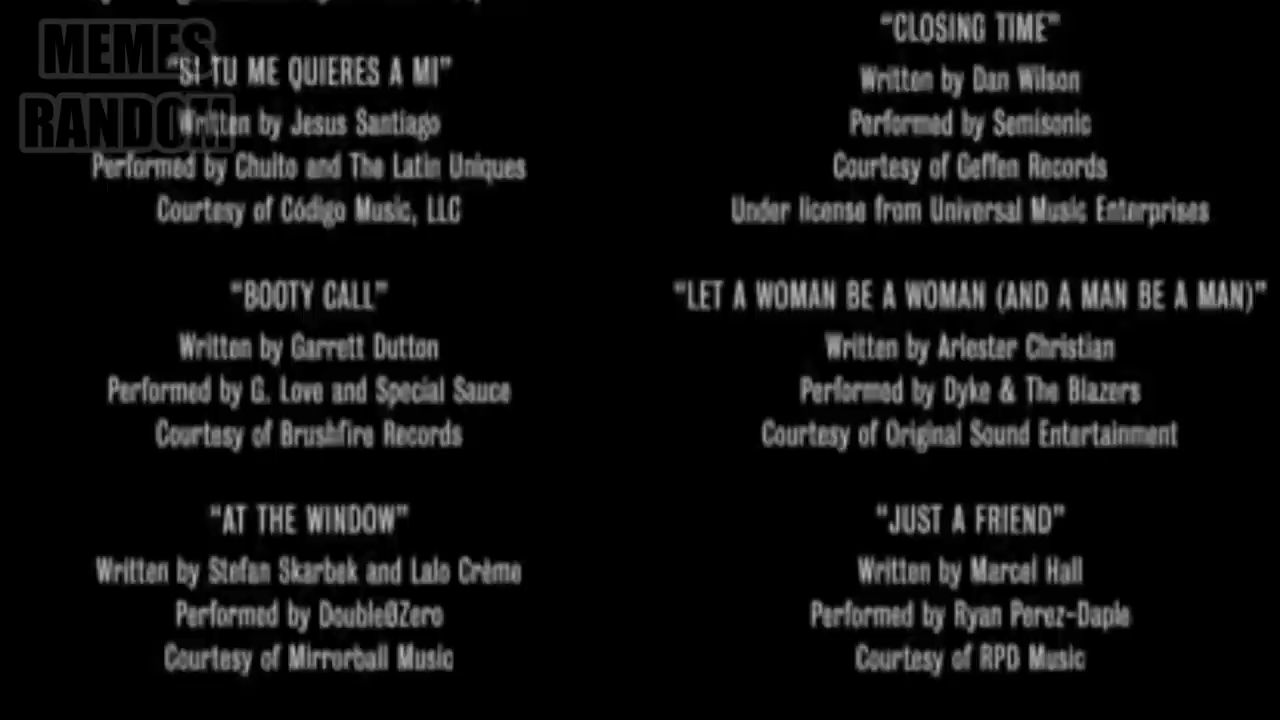 MEMES
RANDOM
“SI TU ME QUIERES A MI”
Written by Jesus Santiago
Performed by Chuito and The Latin Uniques
Courtesy of Código Music, LLC
“BOOTY CALL”
Written by Garrett Dutton
Performed by G. Love and Special Sauce
Courtesy of Brushfire Records
“AT THE WINDOW”
Written by Stefan Skarbek and Lalo Crème
Performed by DoubleØZero
Courtesy of Mirrorball Music
“CLOSING TIME”
Written by Dan Wilson
Performed by Semisonic
Courtesy of Geffen Records
Under license from Universal Music Enterprises
“LET A WOMAN BE A WOMAN (AND A MAN BE A MAN)”
Written by Arlester Christian
Performed by Dyke & The Blazers
Courtesy of Original Sound Entertainment
“JUST A FRIEND”
Written by Marcel Hall
Performed by Ryan Perez-Daple
Courtesy of RPD Music